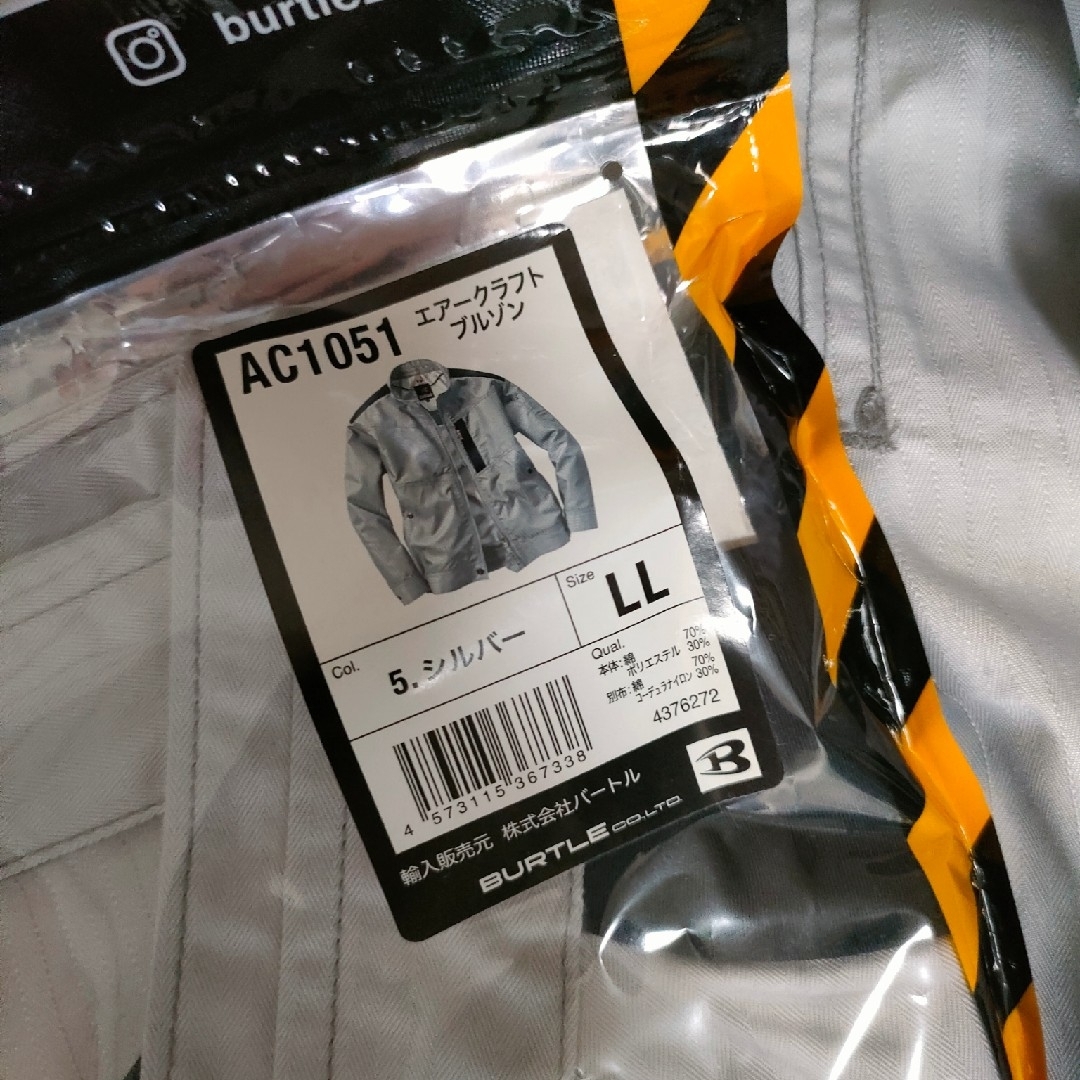 AC1051
エアークラフト
ブルゾン
Col.
5.シルバー
Size
LL
Qual.
本体:綿 70%
ポリエステル 30%
別布:綿 70%
コーデュラナイロン 30%
4376272
4 573115 367338
B
輸入販売元 株式会社バートル
BURTLE CO.LTD.